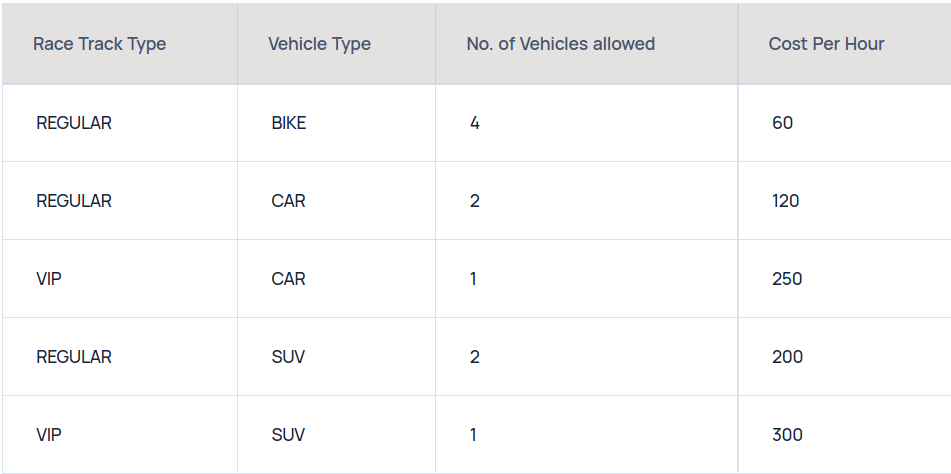 Race Track Type Vehicle Type No. of Vehicles allowed Cost Per Hour
REGULAR BIKE 4 60
REGULAR CAR 2 120
VIP CAR 1 250
REGULAR SUV 2 200
VIP SUV 1 300